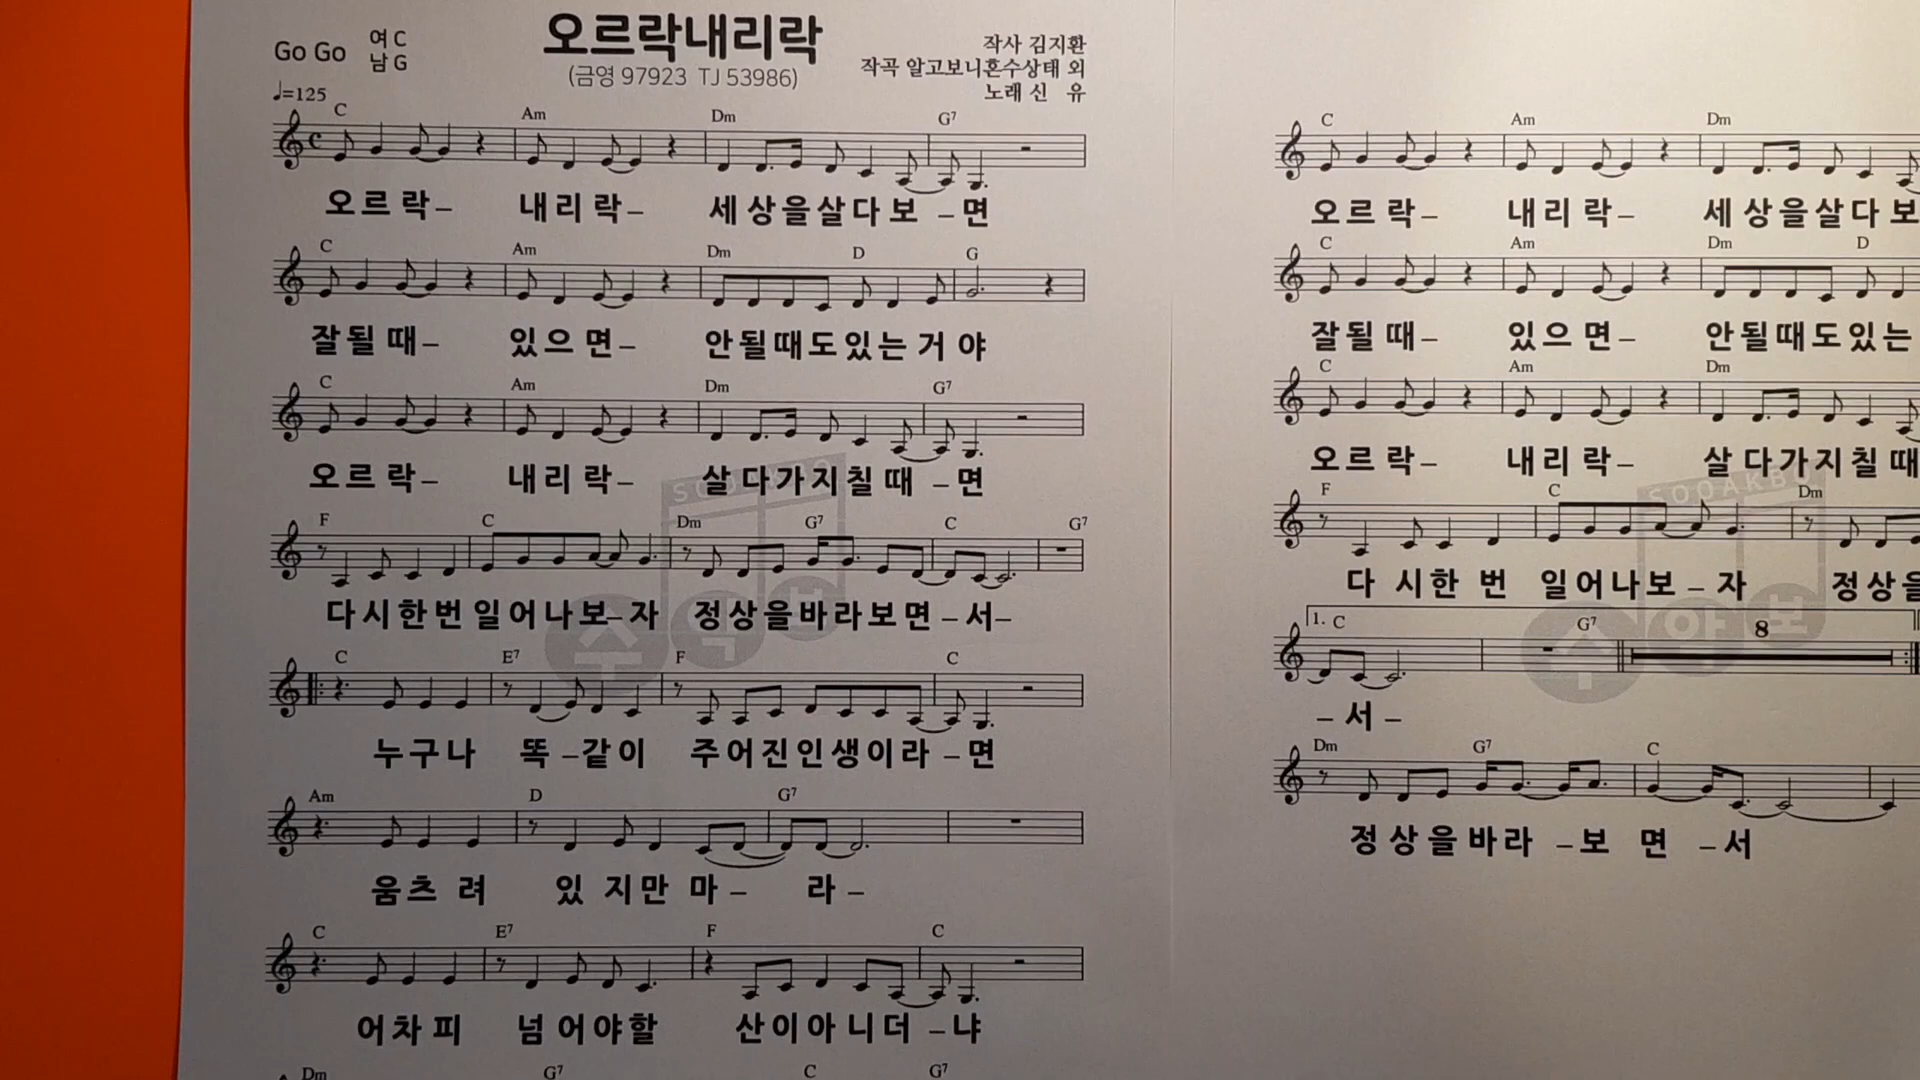 Go Go
여 C
남 G
오르락내리락
(금영 97923 TJ 53986)
작사 김지환
작곡 알고보니혼수상태 외
노래 신 유
♩=125
C Am Dm G7
오르락– 내리락– 세상을살다보–면
C Am Dm D G
잘될때– 있으면– 안될때도있는거야
C Am Dm G7
오르락– 내리락– 살다가지칠때–면
F C Dm G7 C G7
다시한번일어나보–자 정상을바라보면–서–
C E7 F C
누구나 똑–같이 주어진인생이라–면
Am D G7
움츠려 있지만마– 라–
C E7 F C
어차피 넘어야할 산이아니더–냐
Dm G7 C G7
C Am Dm
오르락– 내리락– 세상을살다보
C Am Dm D
잘될때– 있으면– 안될때도있는
C Am Dm
오르락– 내리락– 살다가지칠때
F C Dm
다시한번 일어나보–자 정상을
1. C G7 8
–서–
Dm G7 C
정상을바라–보면–서
SOOAKBO
수악보